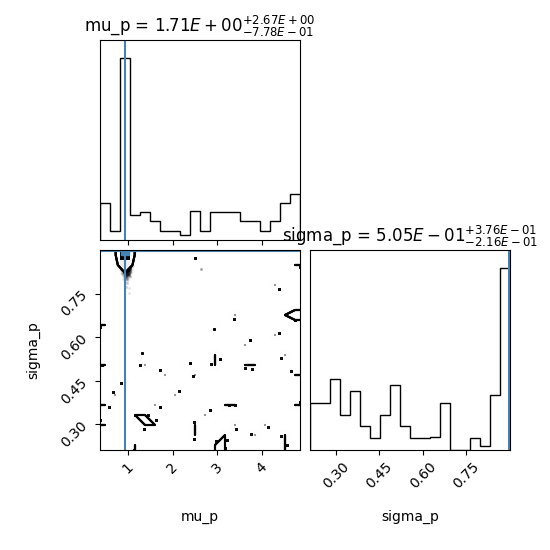 mu_p = 1.71E + 00+2.67E+00 −7.78E−01
sigma_p = 5.05E − 01+3.76E−01 −2.16E−01
0.75
0.60
0.45
0.30
sigma_p
1 2 3 4
0.30 0.45 0.60 0.75
mu_p
sigma_p